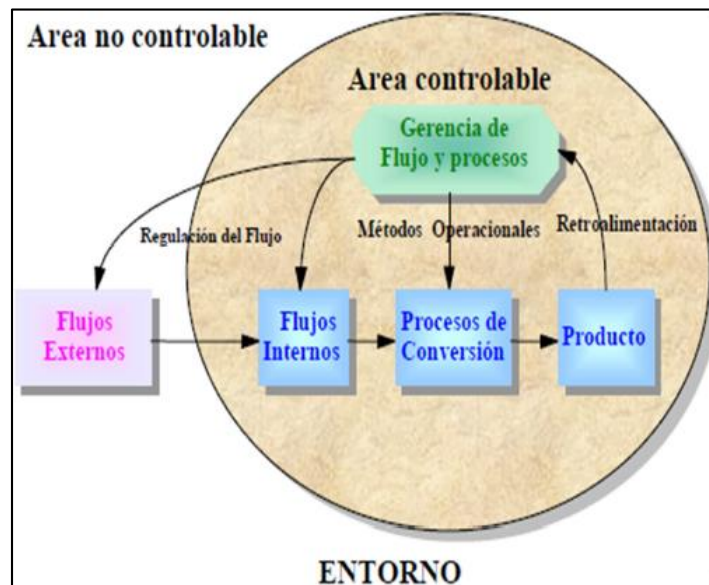 Area no controlable
Area controlable
Gerencia de
Flujo y procesos
Regulación del Flujo
Métodos Operacionales
Retroalimentación
Flujos
Externos
Flujos
Internos
Procesos de
Conversión
Producto
ENTORNO